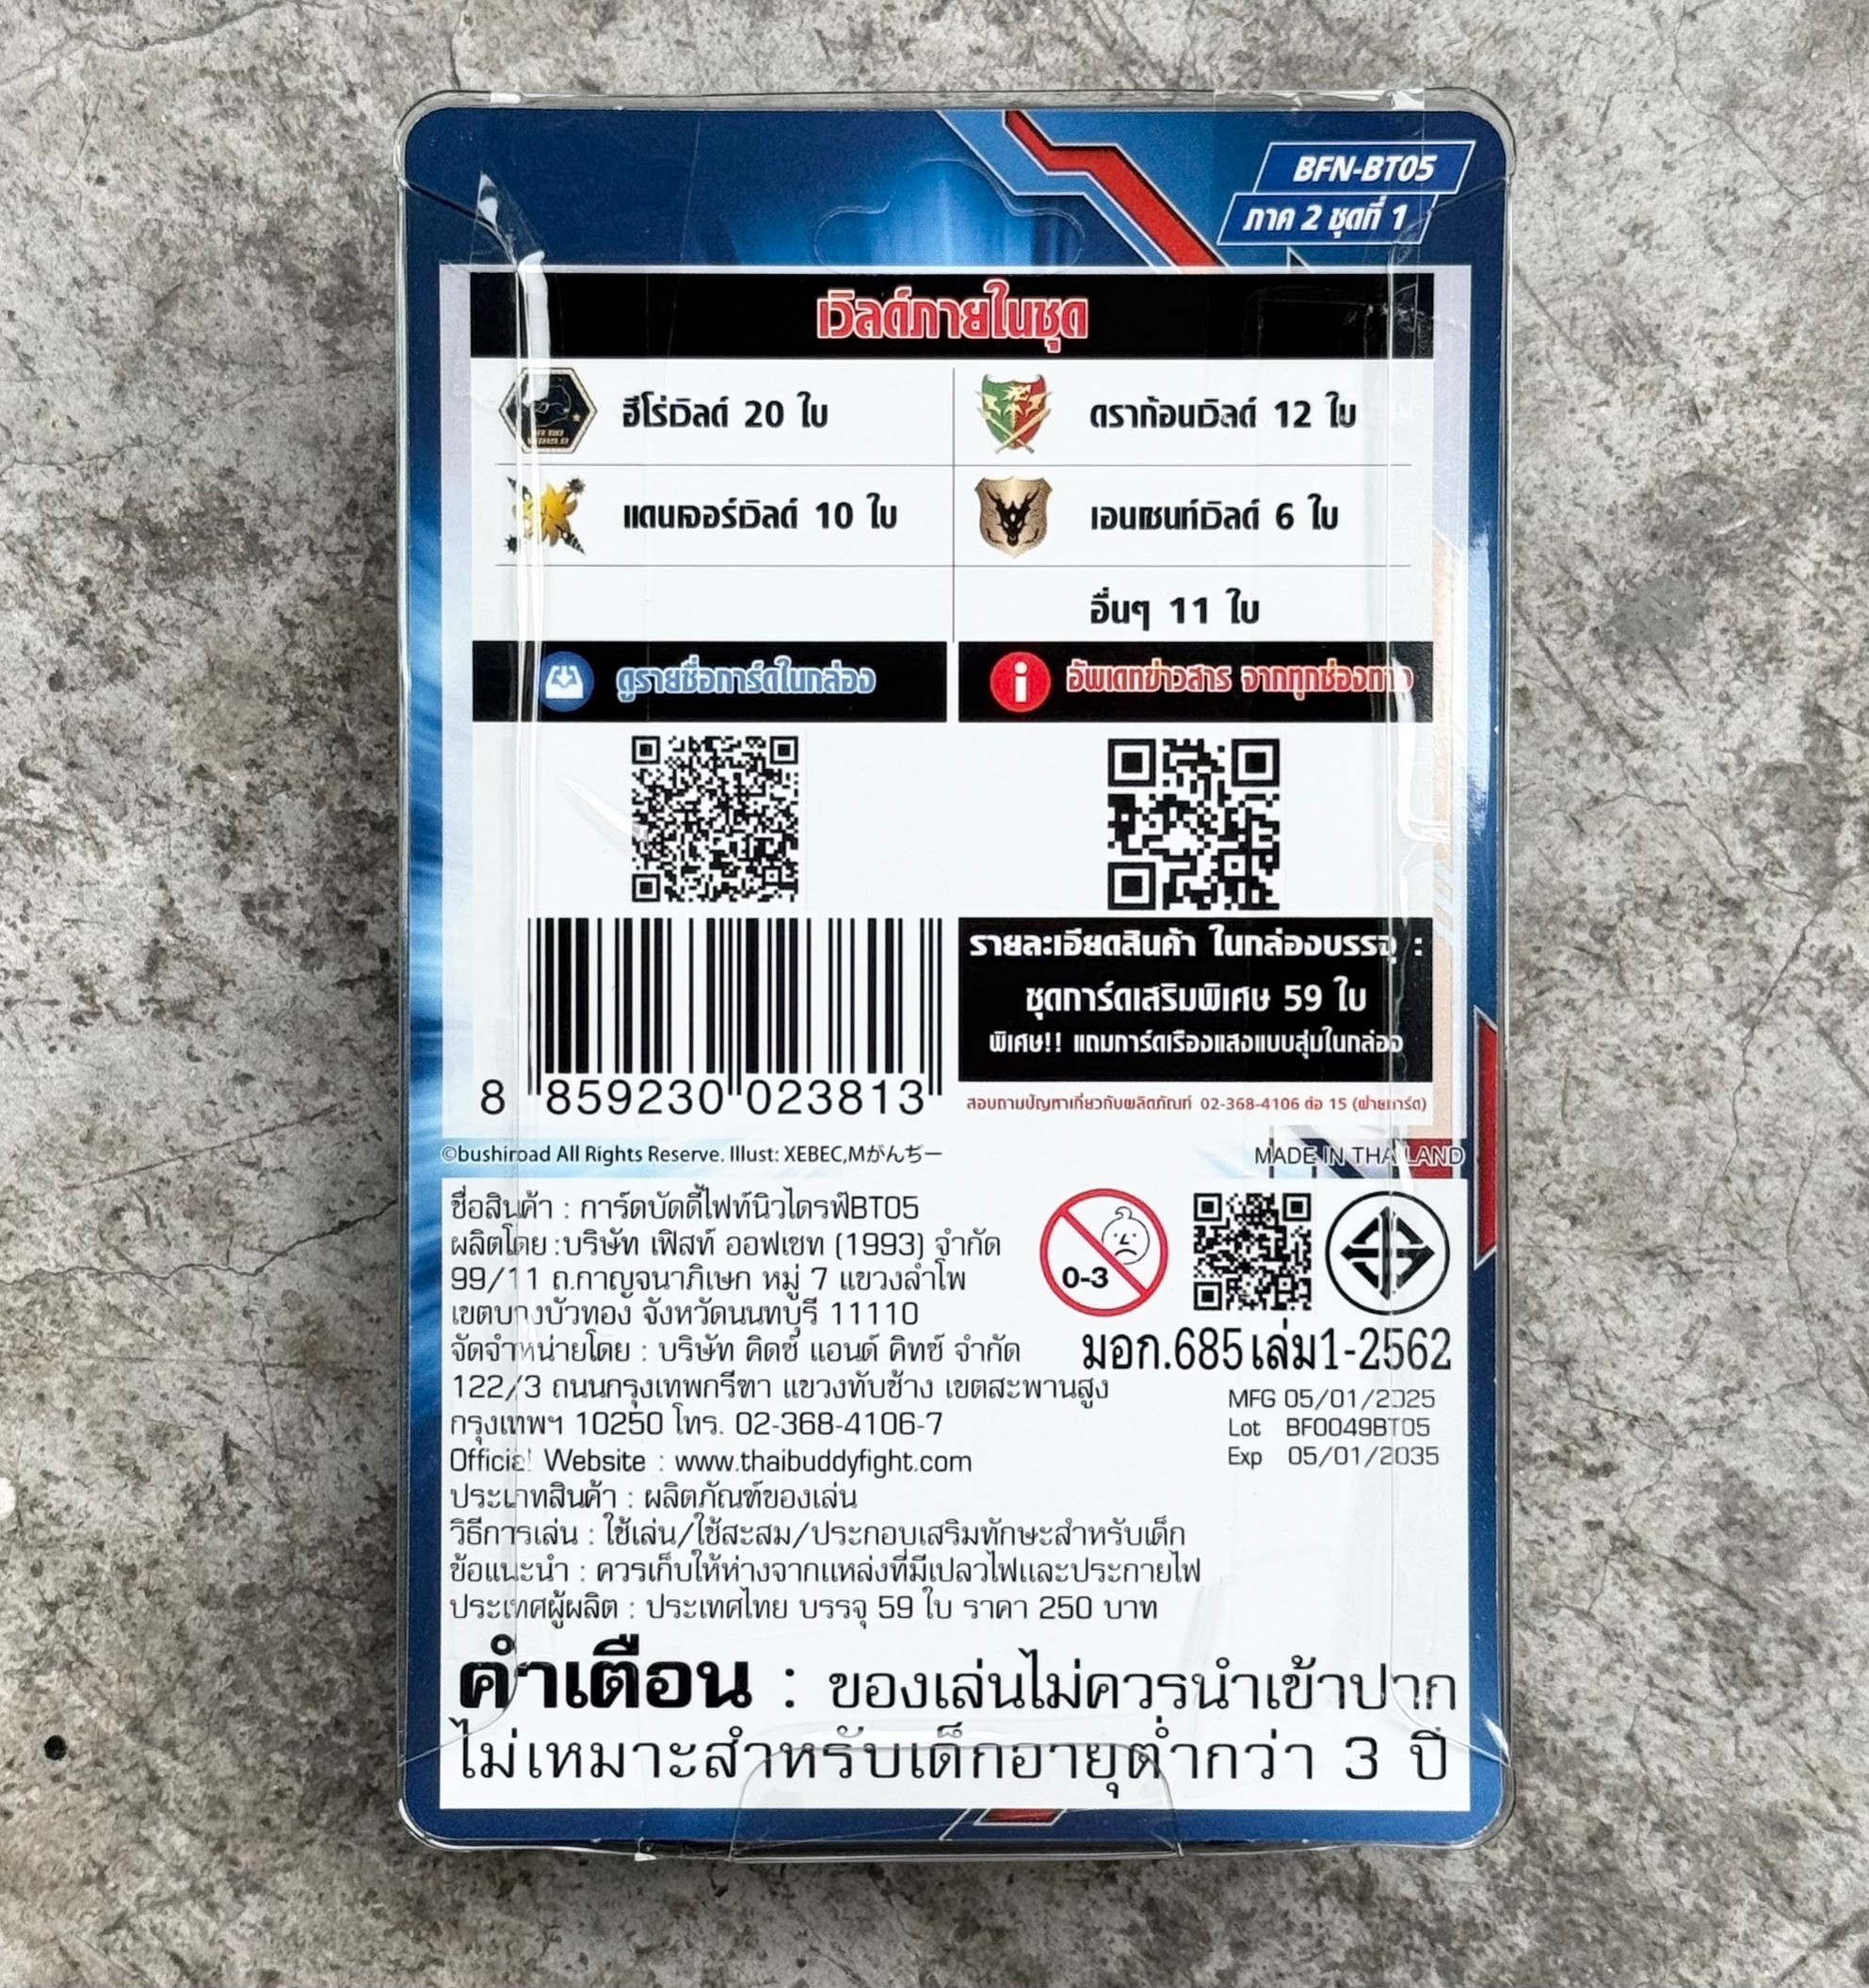 BFN-BT05
ภาค 2 ชุดที่ 1
เวิลด์ภายในชุด
ฮีโร่เวิลด์ 20 ใบ
ดราก้อนเวิลด์ 12 ใบ
แดนเจอร์เวิลด์ 10 ใบ
เอนเชนท์เวิลด์ 6 ใบ
อื่นๆ 11 ใบ
ดูรายชื่อการ์ดในกล่อง
อัพเดทข่าวสาร จากทุกช่องทาง
รายละเอียดสินค้า ในกล่องบรรจุ :
ชุดการ์ดเสริมพิเศษ 59 ใบ
พิเศษ!! แถมการ์ดเรืองแสงแบบสุ่มในกล่อง
8 859230 023813
สอบถามปัญหาเกี่ยวกับผลิตภัณฑ์ 02-368-4106 ต่อ 15 (ฝ่ายการ์ด)
©bushiroad All Rights Reserve. Illust: XEBEC,Mがんぢー
MADE IN THAILAND
ชื่อสินค้า : การ์ดบัดดี้ไฟท์นิวไดรฟ์BT05
ผลิตโดย :บริษัท เฟิสท์ ออฟเซท (1993) จำกัด
99/11 ถ.กาญจนาภิเษก หมู่ 7 แขวงลำโพ
เขตบางบัวทอง จังหวัดนนทบุรี 11110
จัดจำหน่ายโดย : บริษัท คิดซ์ แอนด์ คิทซ์ จำกัด
122/3 ถนนกรุงเทพกรีฑา แขวงทับช้าง เขตสะพานสูง
กรุงเทพฯ 10250 โทร. 02-368-4106-7
Official Website : www.thaibuddyfight.com
ประเภทสินค้า : ผลิตภัณฑ์ของเล่น
วิธีการเล่น : ใช้เล่น/ใช้สะสม/ประกอบเสริมทักษะสำหรับเด็ก
ข้อแนะนำ : ควรเก็บให้ห่างจากแหล่งที่มีเปลวไฟและประกายไฟ
ประเทศผู้ผลิต : ประเทศไทย บรรจุ 59 ใบ ราคา 250 บาท
0-3
มอก.685เล่ม1-2562
MFG 05/01/2025
Lot BF0049BT05
Exp 05/01/2035
คำเตือน : ของเล่นไม่ควรนำเข้าปาก
ไม่เหมาะสำหรับเด็กอายุต่ำกว่า 3 ปี